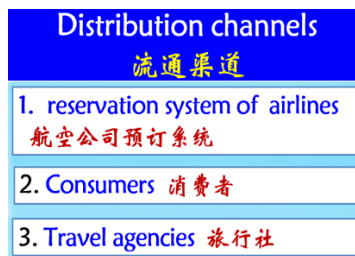 Distribution channels
流通渠道
1. reservation system of airlines
航空公司预订系统
2. Consumers 消费者
3. Travel agencies 旅行社